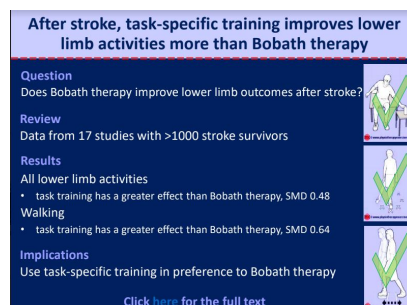 After stroke, task-specific training improves lower
limb activities more than Bobath therapy
Question
Does Bobath therapy improve lower limb outcomes after stroke?
Review
Data from 17 studies with >1000 stroke survivors
Results
All lower limb activities
• task training has a greater effect than Bobath therapy, SMD 0.48
Walking
• task training has a greater effect than Bobath therapy, SMD 0.64
Implications
Use task-specific training in preference to Bobath therapy
Click here for the full text